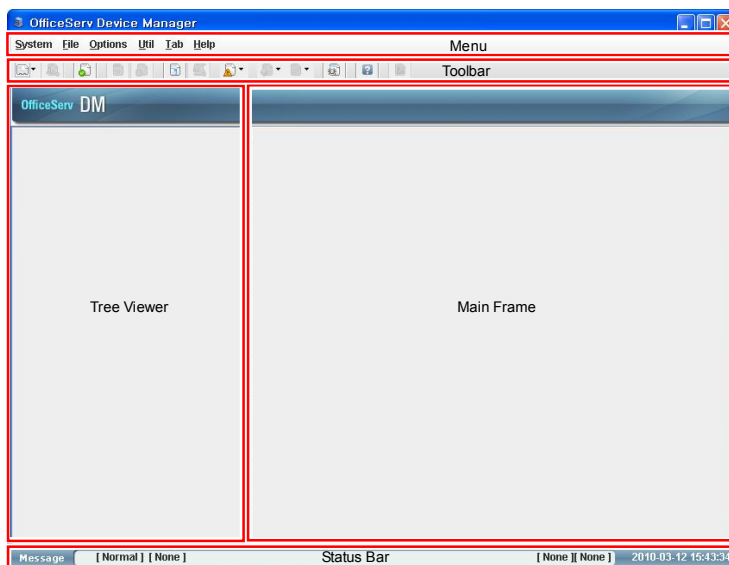 OfficeServ Device Manager
System File Options Util Tab Help Menu
Toolbar
OfficeServ DM
Tree Viewer
Main Frame
Message [ Normal ] [ None ] Status Bar [ None ][ None ] 2010-03-12 15:43:34